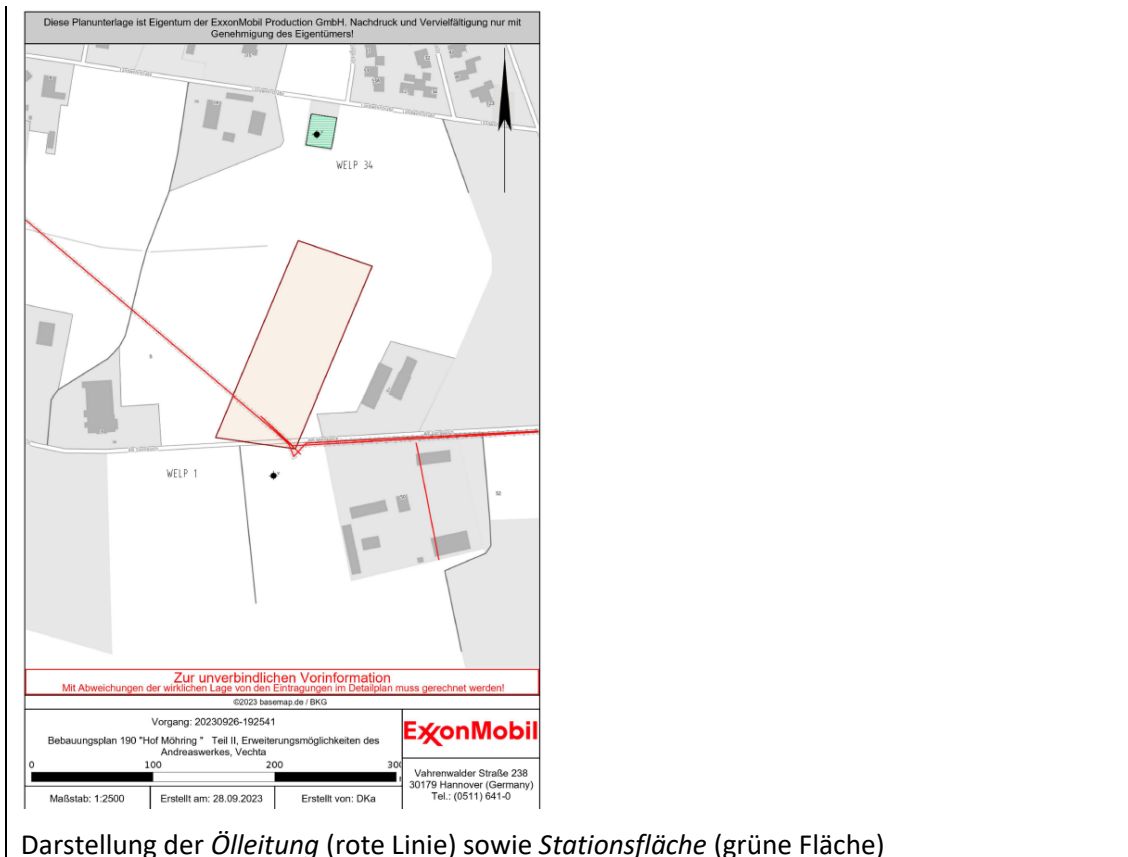 Diese Planunterlage ist Eigentum der ExxonMobil Production GmbH. Nachdruck und Vervielfältigung nur mit
Genehmigung des Eigentümers!
WELP 34
WELP 1
52
Zur unverbindlichen Vorinformation
Mit Abweichungen der wirklichen Lage von den Eintragungen im Detailplan muss gerechnet werden!
©2023 basemap.de / BKG
Vorgang: 20230926-192541
Bebauungsplan 190 "Hof Möhring " Teil II, Erweiterungsmöglichkeiten des
Andreaswerkes, Vechta
0 100 200 300
Maßstab: 1:2500
Erstellt am: 28.09.2023
Erstellt von: DKa
ExxonMobil
Vahrenwalder Straße 238
30179 Hannover (Germany)
Tel.: (0511) 641-0
Darstellung der Ölleitung (rote Linie) sowie Stationsfläche (grüne Fläche)